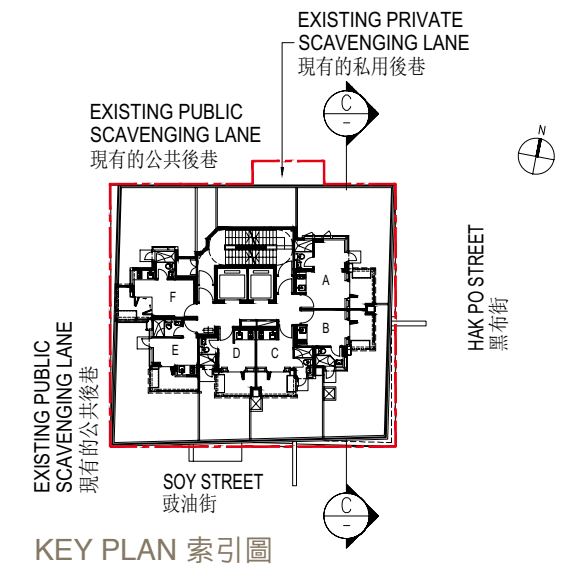 EXISTING PRIVATE
SCAVENGING LANE
現有的私用後巷
C
-
EXISTING PUBLIC
SCAVENGING LANE
現有的公共後巷
N
A
F
B
E
D
C
HAK PO STREET
黑布街
EXISTING PUBLIC
SCAVENGING LANE
現有的公共後巷
SOY STREET
豉油街
C
-
KEY PLAN 索引圖